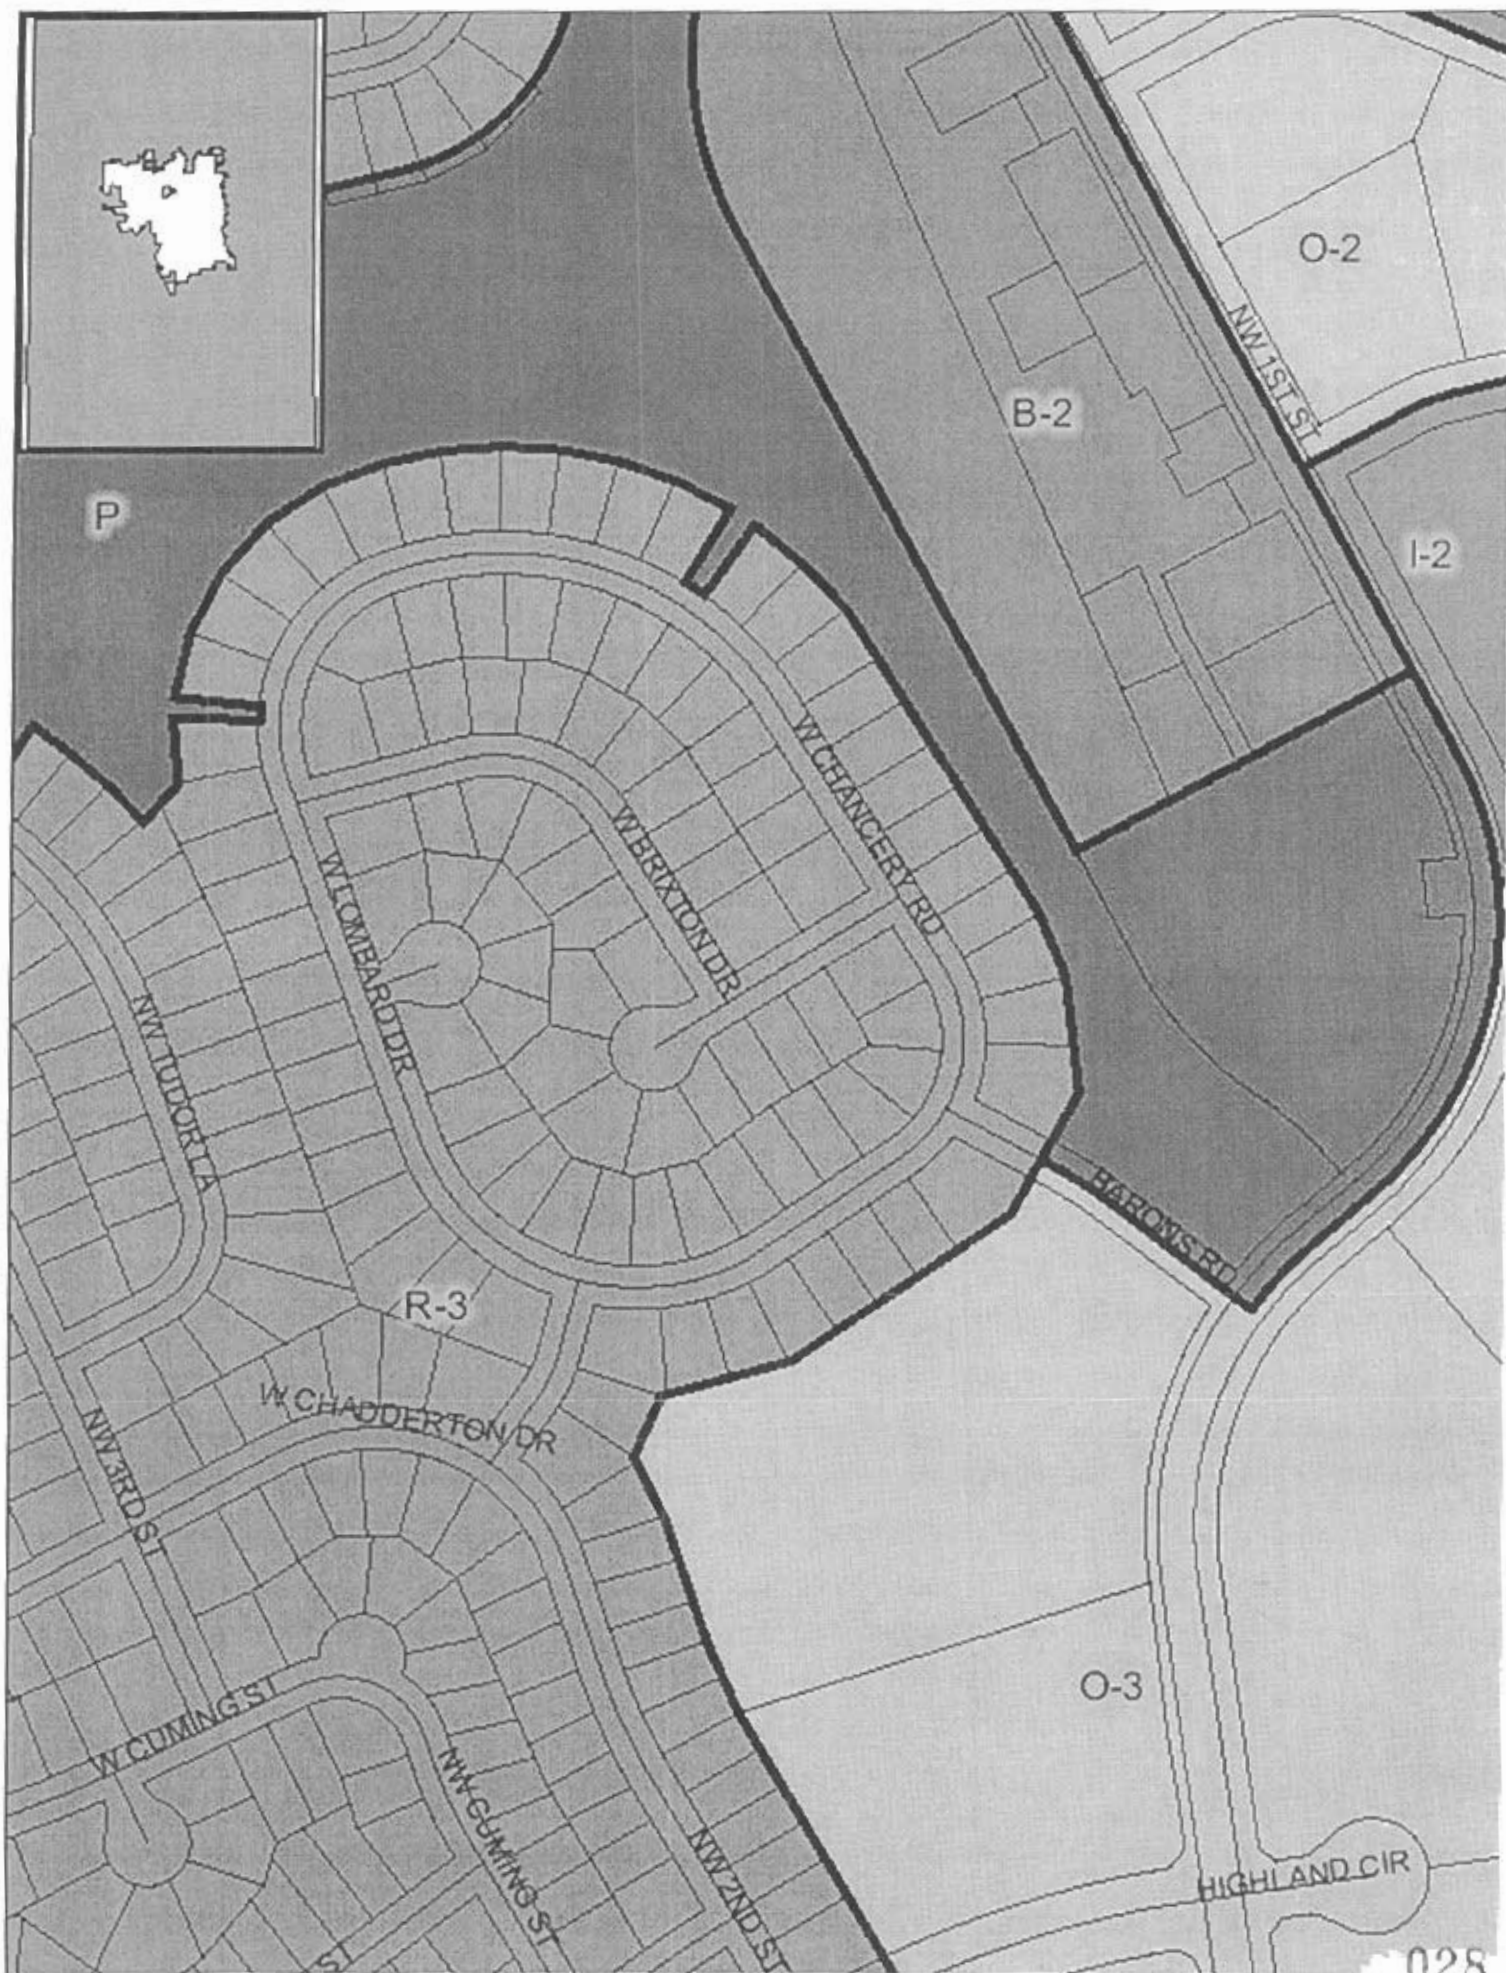 O-2
NW 1ST ST
B-2
P
I-2
W CHANCERY RD
W BRIXTON DR
W LOMBARD DR
NW TUDOR LA
BARONS RD
R-3
W CHADDERTON DR
NW 3RD ST
O-3
W CUMING ST
NW CUMING ST
NW 2ND ST
HIGHLAND CIR
028